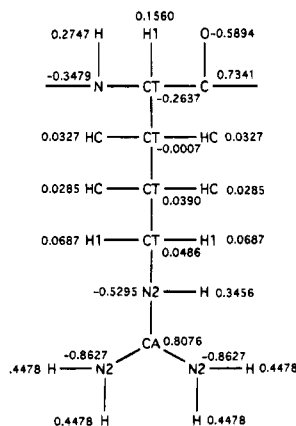 0.1560
0.2747 H H1 O -0.5894
-0.3479 0.7341
N CT C
-0.2637
0.0327 HC CT HC 0.0327
-0.0007
0.0285 HC CT HC 0.0285
0.0390
0.0687 H1 CT H1 0.0687
0.0486
-0.5295 N2 H 0.3456
CA 0.8076
-0.8627 -0.8627
.4478 H N2 N2 H 0.4478
H H
0.4478 0.4478